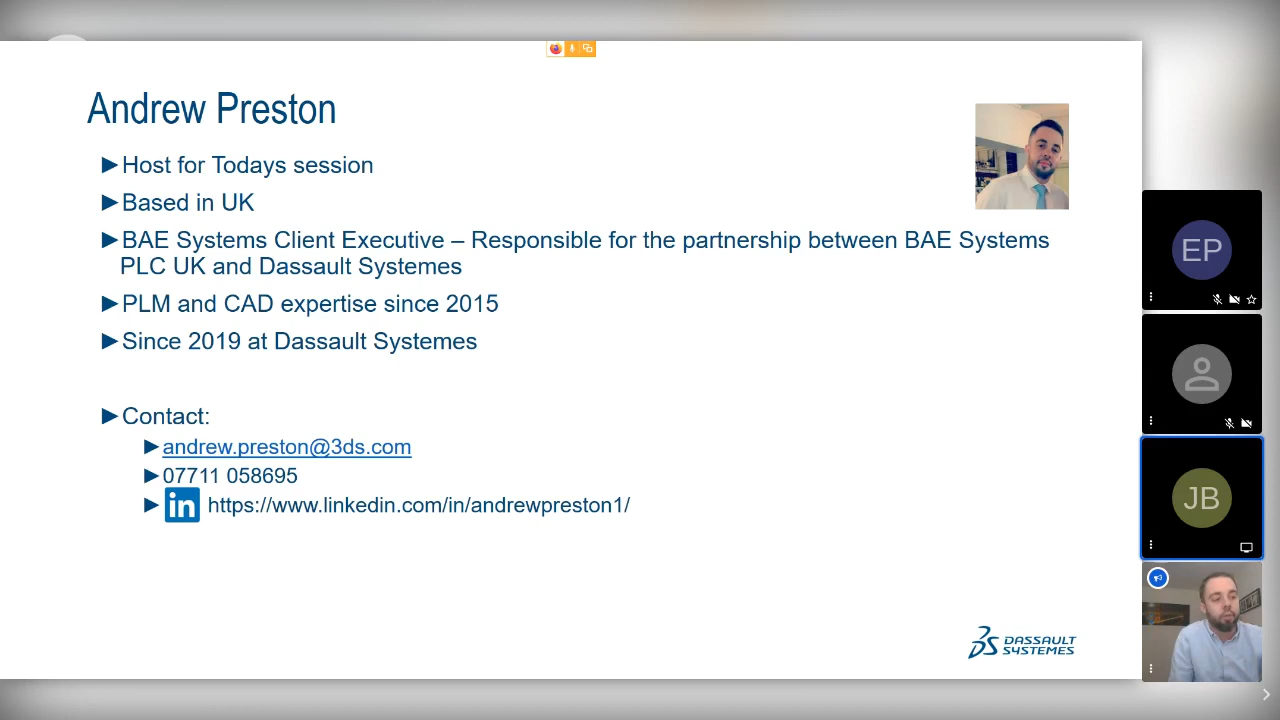 Andrew Preston
►Host for Todays session
►Based in UK
►BAE Systems Client Executive – Responsible for the partnership between BAE Systems
PLC UK and Dassault Systemes
►PLM and CAD expertise since 2015
►Since 2019 at Dassault Systemes
►Contact:
►andrew.preston@3ds.com
►07711 058695
►in https://www.linkedin.com/in/andrewpreston1/
3DS DASSAULT
SYSTEMES
EP
JB